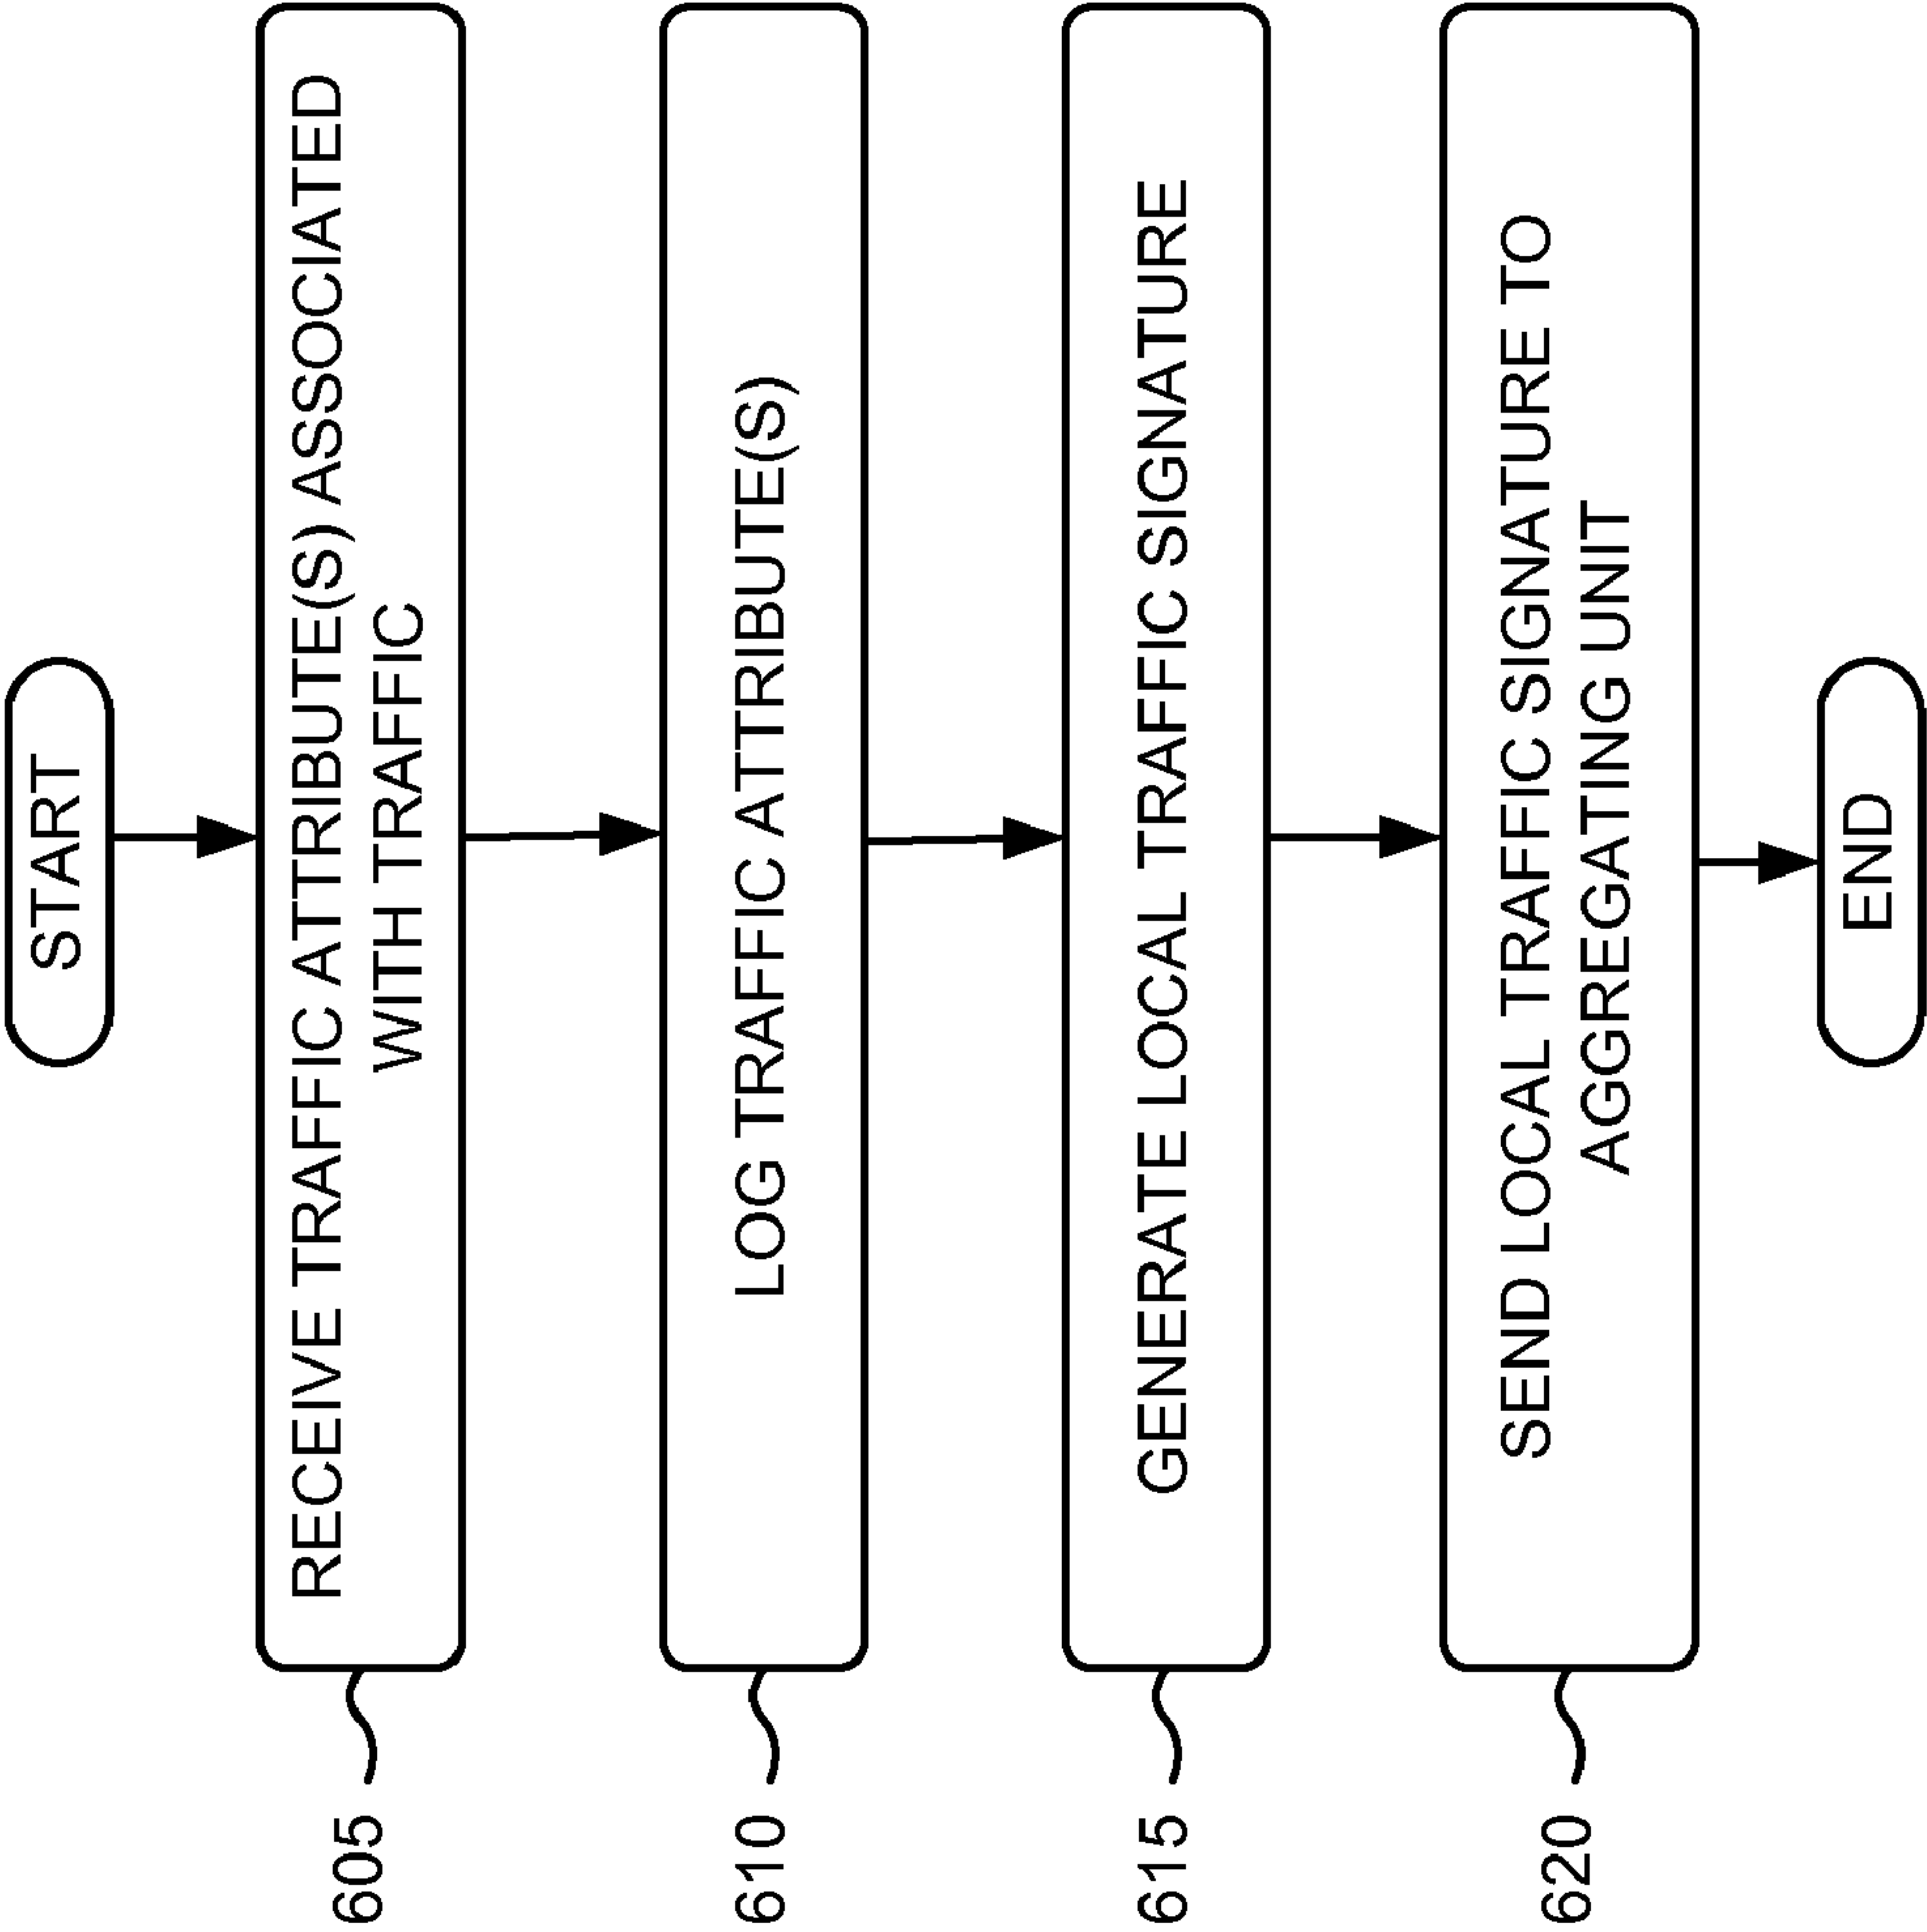 START
605
RECEIVE TRAFFIC ATTRIBUTE(S) ASSOCIATED
WITH TRAFFIC
610
LOG TRAFFIC ATTRIBUTE(S)
615
GENERATE LOCAL TRAFFIC SIGNATURE
620
SEND LOCAL TRAFFIC SIGNATURE TO
AGGREGATING UNIT
END